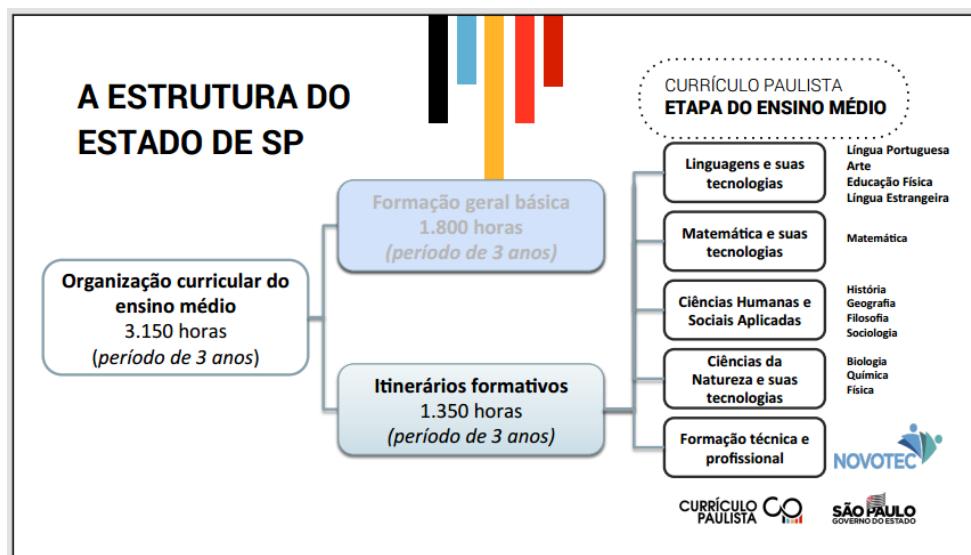 A ESTRUTURA DO
ESTADO DE SP
CURRÍCULO PAULISTA
ETAPA DO ENSINO MÉDIO
Organização curricular do
ensino médio
3.150 horas
(período de 3 anos)
Formação geral básica
1.800 horas
(período de 3 anos)
Itinerários formativos
1.350 horas
(período de 3 anos)
Linguagens e suas
tecnologias
Língua Portuguesa
Arte
Educação Física
Língua Estrangeira
Matemática e suas
tecnologias
Matemática
Ciências Humanas e
Sociais Aplicadas
História
Geografia
Filosofia
Sociologia
Ciências da
Natureza e suas
tecnologias
Biologia
Química
Física
Formação técnica e
profissional
NOVOTEC
CURRÍCULO
PAULISTA
SÃO PAULO
GOVERNO DO ESTADO